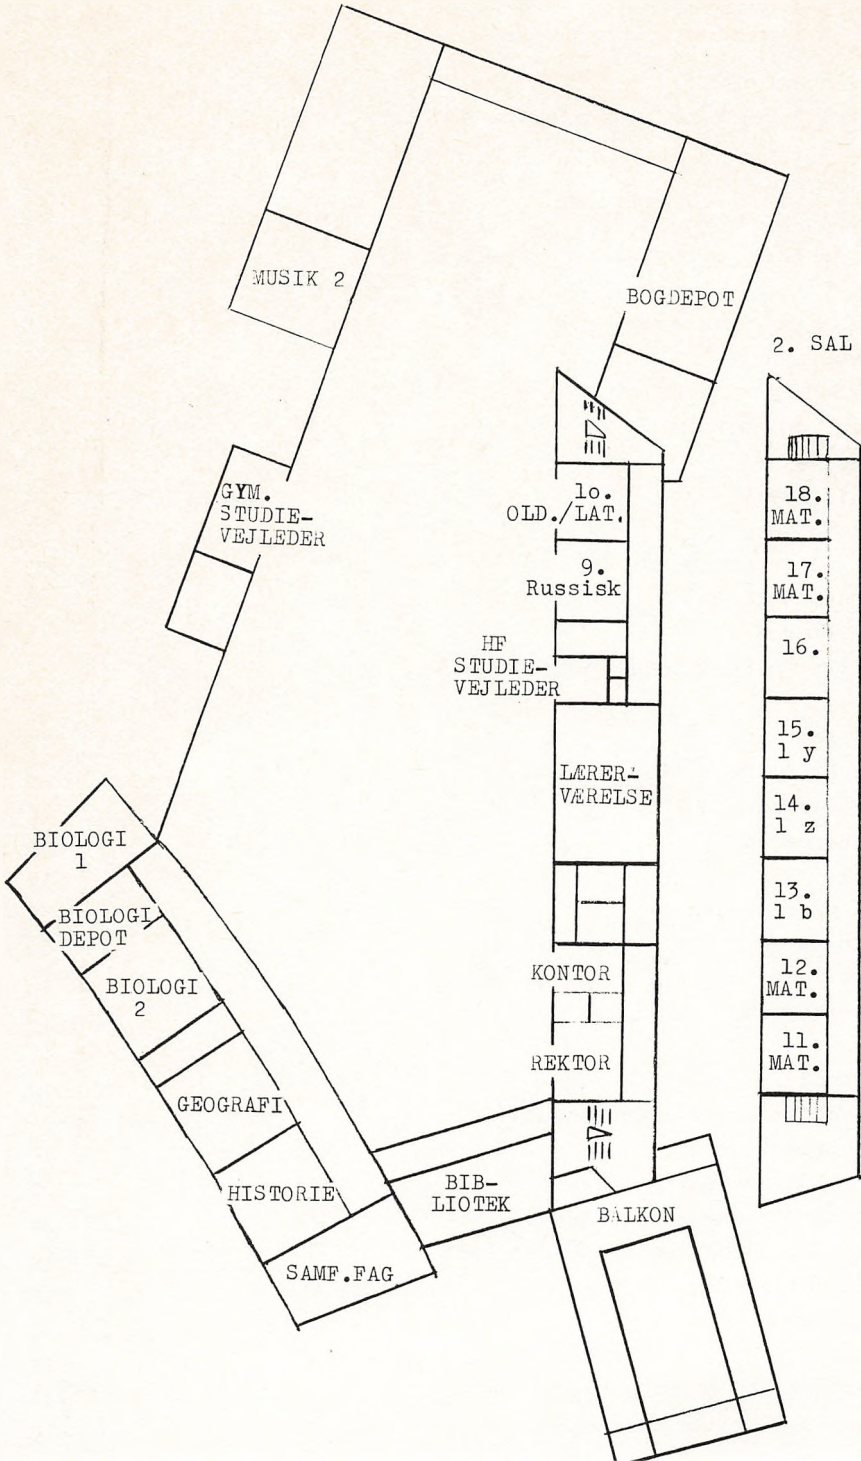 MUSIK 2
BOGDEPOT
2. SAL
GYM.
STUDIE-
VEJLEDER
lo.
OLD./LAT.
9.
Russisk
HF
STUDIE-
VEJLEDER
LÆRER-
VÆRELSE
KONTOR
REKTOR
BIOLOGI
1
BIOLOGI
DEPOT
BIOLOGI
2
GEOGRAFI
HISTORIE
SAMF.FAG
BIB-
LIOTEK
BALKON
18.
MAT.
17.
MAT.
16.
15.
1 y
14.
1 z
13.
1 b
12.
MAT.
11.
MAT.